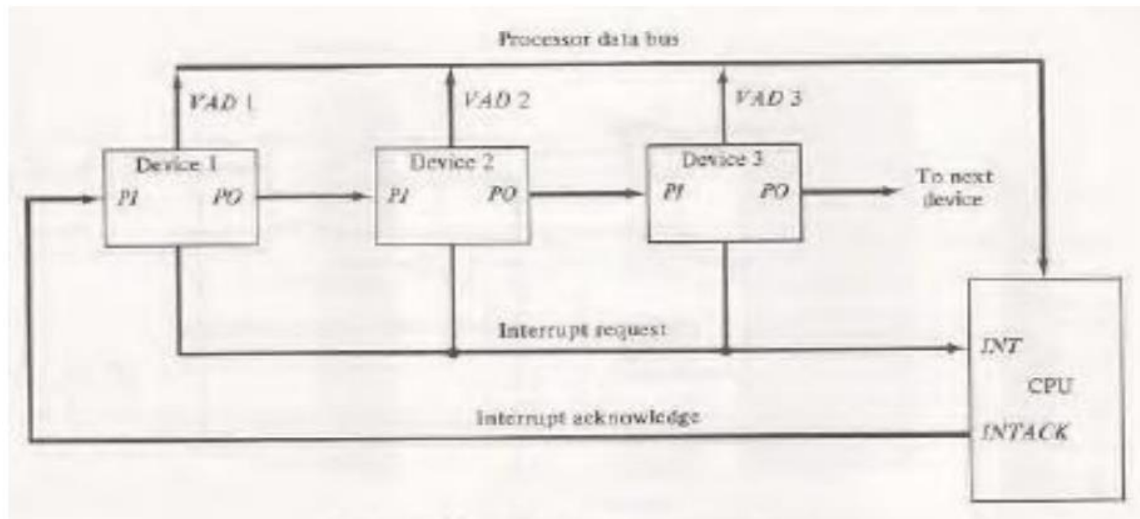 Processor data bus
VAD 1
VAD 2
VAD 3
Device 1
PI PO
Device 2
PI PO
Device 3
PI PO
To next
device
Interrupt request
INT
CPU
Interrupt acknowledge
INTACK